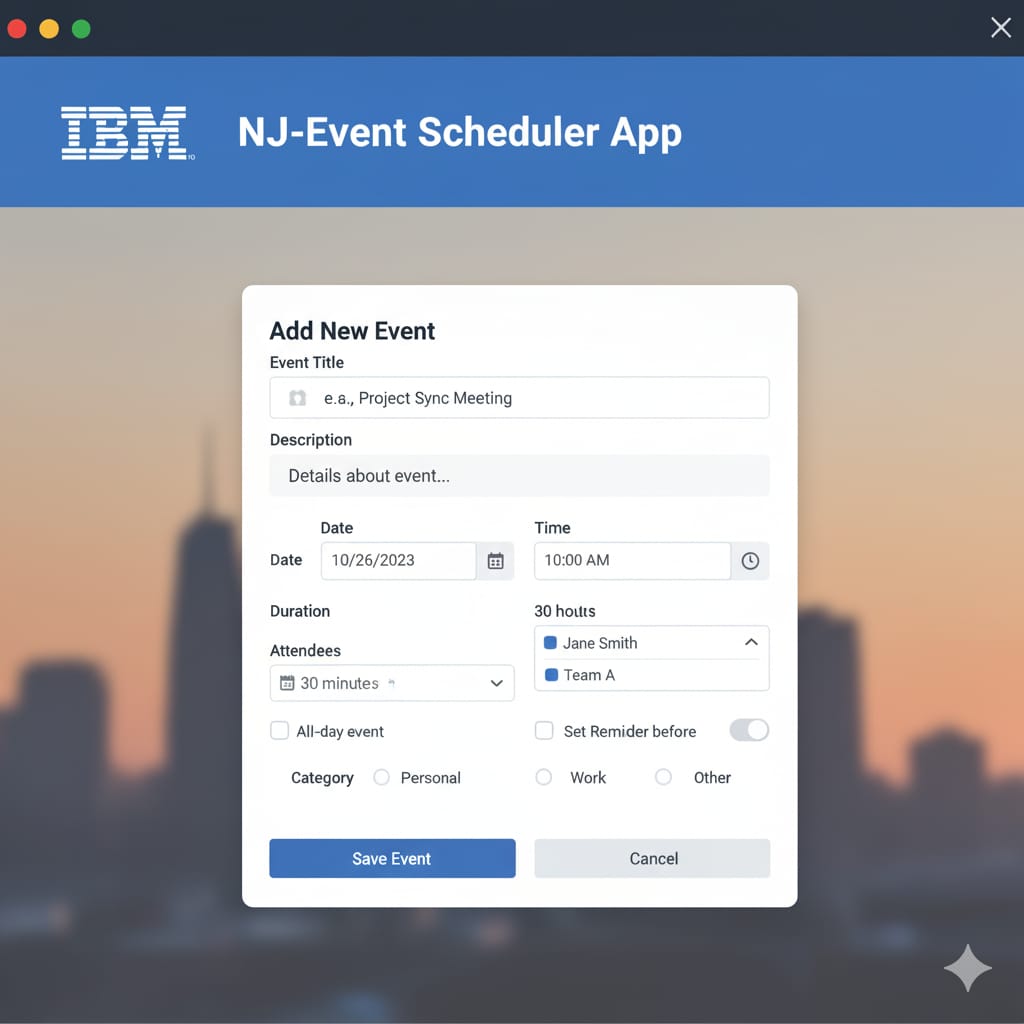 IBM
NJ-Event Scheduler App
Add New Event
Event Title
e.a., Project Sync Meeting
Description
Details about event...
Date
Time
Date
10/26/2023
10:00 AM
Duration
30 houts
Jane Smith
Attendees
Team A
30 minutes
All-day event
Set Remider before
Category
Personal
Work
Other
Save Event
Cancel